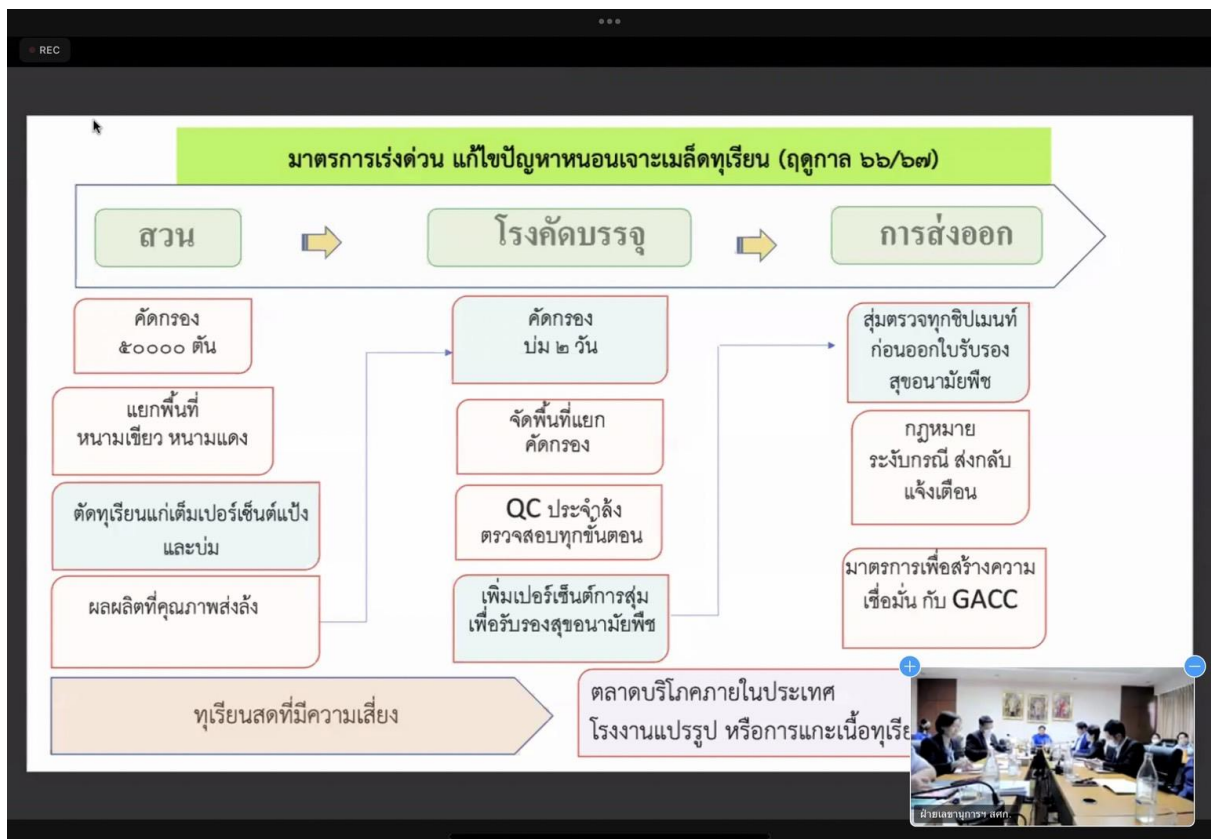 REC
มาตรการเร่งด่วน แก้ไขปัญหาหนอนเจาะเมล็ดทุเรียน (ฤดูกาล ๖๖/๖๗)
สวน
โรงคัดบรรจุ
การส่งออก
คัดกรอง
๕๐๐๐๐ ตัน
แยกพื้นที่
หนามเขียว หนามแดง
ตัดทุเรียนแก่เต็มเปอร์เซ็นต์แป้ง
และบ่ม
ผลผลิตที่คุณภาพส่งล้ง
คัดกรอง
บ่ม ๒ วัน
จัดพื้นที่แยก
คัดกรอง
QC ประจำล้ง
ตรวจสอบทุกขั้นตอน
เพิ่มเปอร์เซ็นต์การสุ่ม
เพื่อรับรองสุขอนามัยพืช
สุ่มตรวจทุกชิปเมนท์
ก่อนออกใบรับรอง
สุขอนามัยพืช
กฎหมาย
ระงับกรณี ส่งกลับ
แจ้งเตือน
มาตรการเพื่อสร้างความ
เชื่อมั่น กับ GACC
ทุเรียนสดที่มีความเสี่ยง
ตลาดบริโภคภายในประเทศ
โรงงานแปรรูป หรือการแกะเนื้อทุเรีย
ฝ่ายเลขานุการฯ สศก.